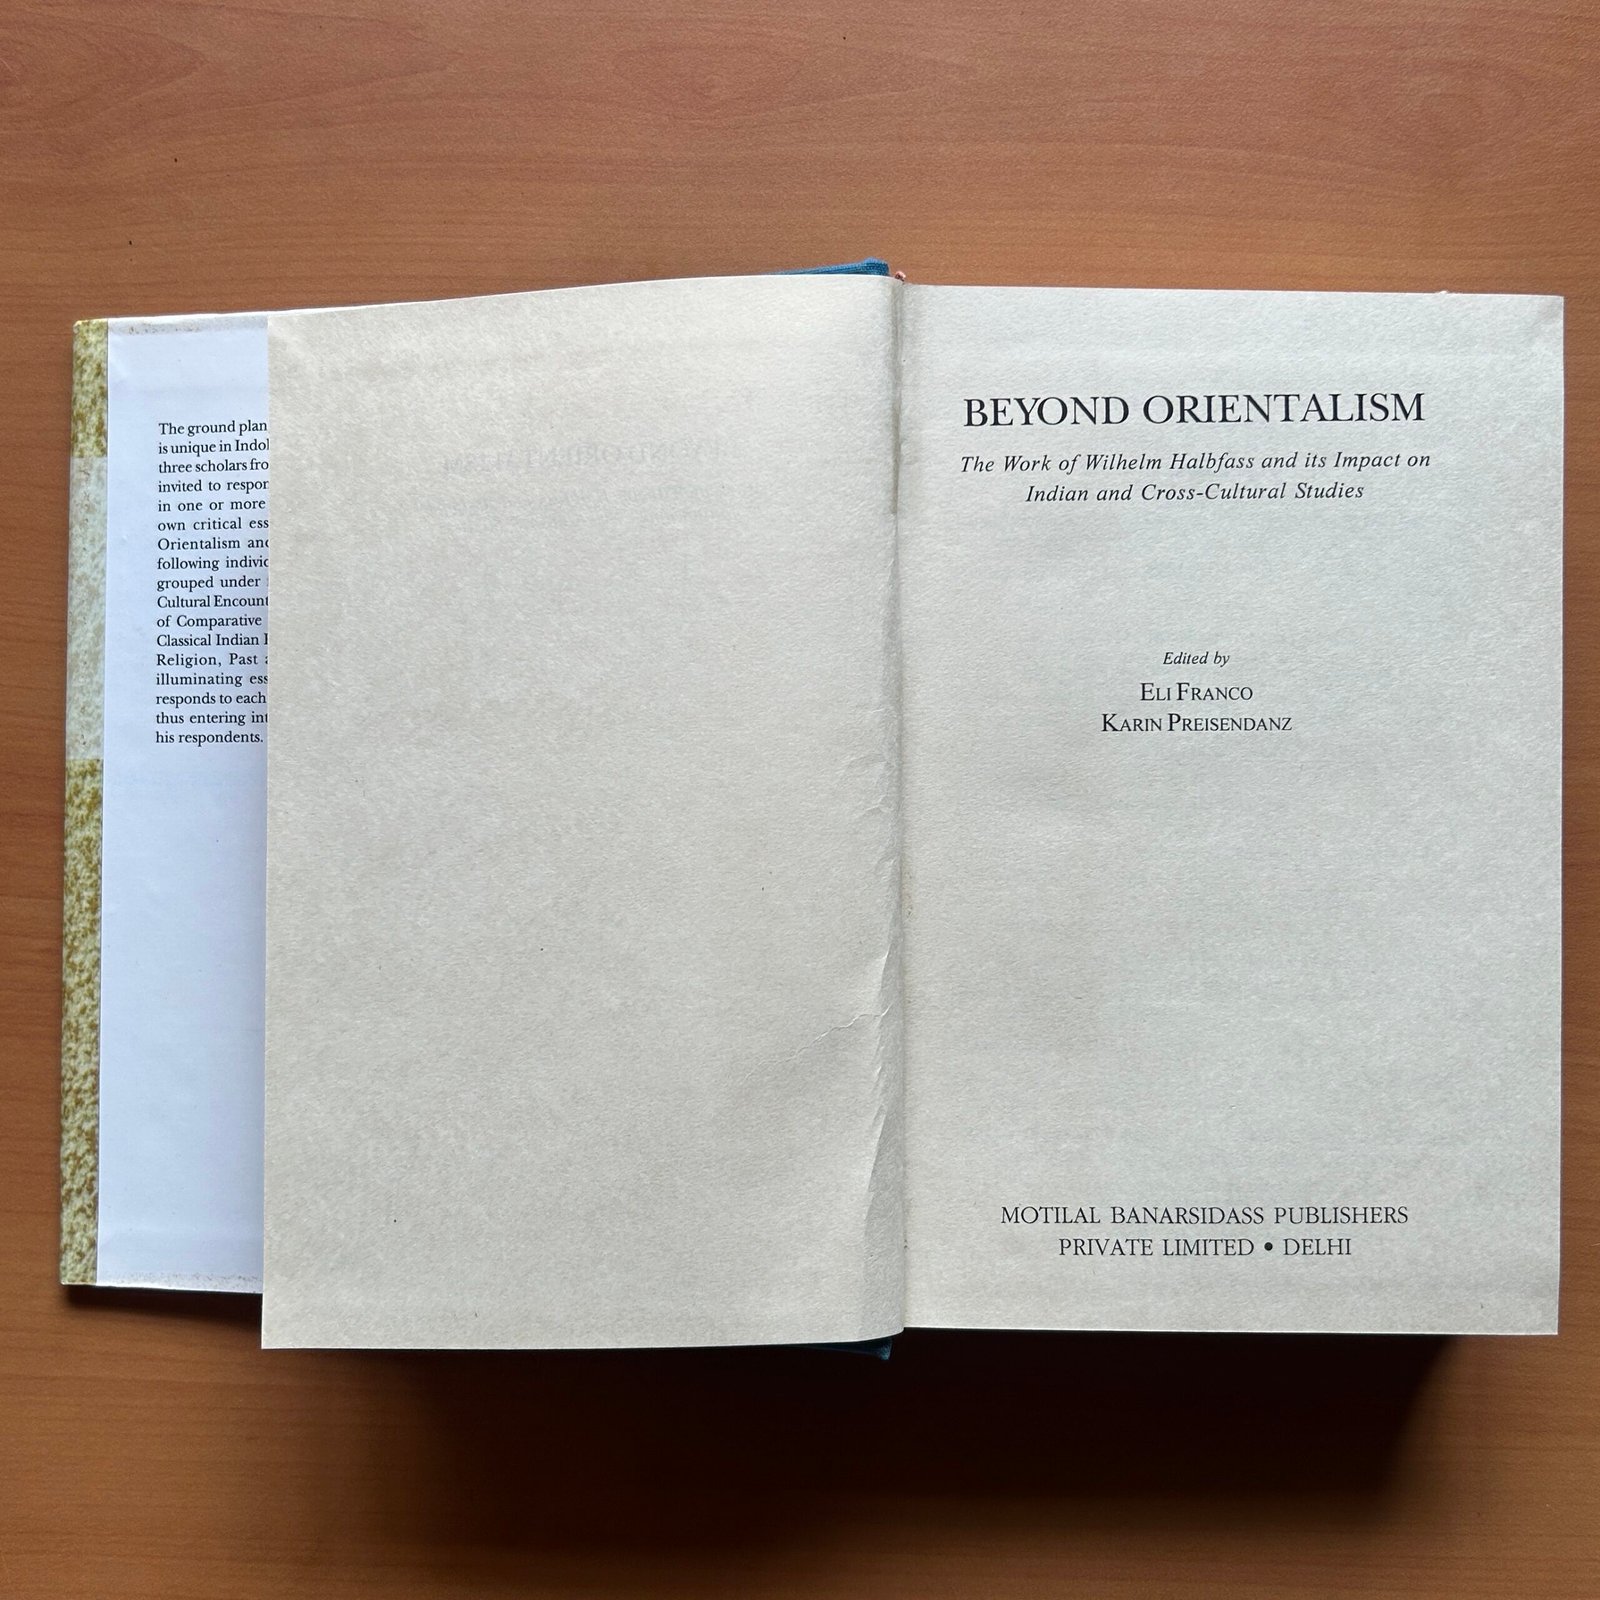 The ground plan
is unique in Indol
three scholars fro
invited to respon
in one or more
own critical ess
Orientalism and
following individ
grouped under
Cultural Encount
of Comparative
Classical Indian
Religion, Past
illuminating ess
responds to each
thus entering int
his respondents.
BEYOND ORIENTALISM
The Work of Wilhelm Halbfass and its Impact on
Indian and Cross-Cultural Studies
Edited by
ELI FRANCO
KARIN PREISENDANZ
MOTILAL BANARSIDASS PUBLISHERS
PRIVATE LIMITED • DELHI